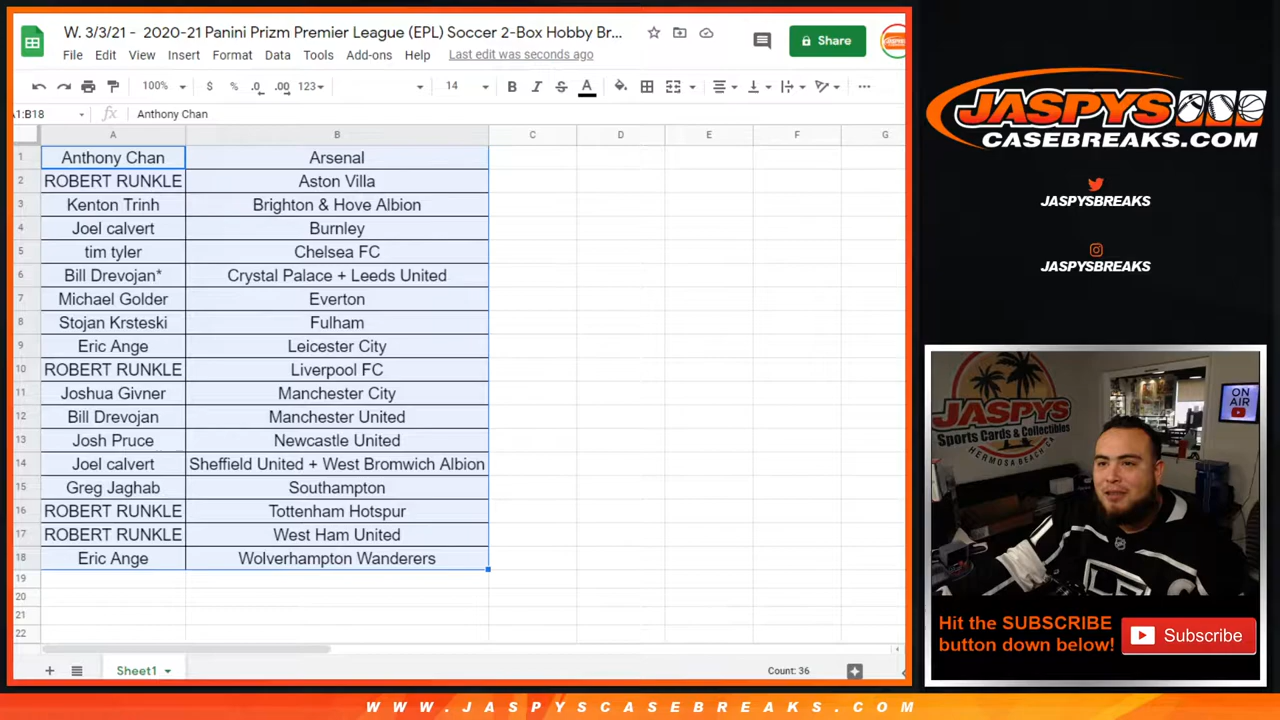 W. 3/3/21 - 2020-21 Panini Prizm Premier League (EPL) Soccer 2-Box Hobby Br...
File Edit View Insert Format Data Tools Add-ons Help Last edit was seconds ago
Share
100% $ % .0 .00 123 14 B I S A
A1:B18 fx Anthony Chan
A B C D E F G
1 Anthony Chan Arsenal
2 ROBERT RUNKLE Aston Villa
3 Kenton Trinh Brighton & Hove Albion
4 Joel calvert Burnley
5 tim tyler Chelsea FC
6 Bill Drevojan* Crystal Palace + Leeds United
7 Michael Golder Everton
8 Stojan Krsteski Fulham
9 Eric Ange Leicester City
10 ROBERT RUNKLE Liverpool FC
11 Joshua Givner Manchester City
12 Bill Drevojan Manchester United
13 Josh Pruce Newcastle United
14 Joel calvert Sheffield United + West Bromwich Albion
15 Greg Jaghab Southampton
16 ROBERT RUNKLE Tottenham Hotspur
17 ROBERT RUNKLE West Ham United
18 Eric Ange Wolverhampton Wanderers
19
20
21
22
Sheet1 Count: 36
JASPYS
CASEBREAKS.COM
JASPYSBREAKS
JASPYSBREAKS
JASPYS
Sports Cards & Collectibles
HERMOSA BEACH, CA
ON
AIR
LA
Hit the SUBSCRIBE
button down below!
Subscribe
WWW.JASPYSCASEBREAKS.COM